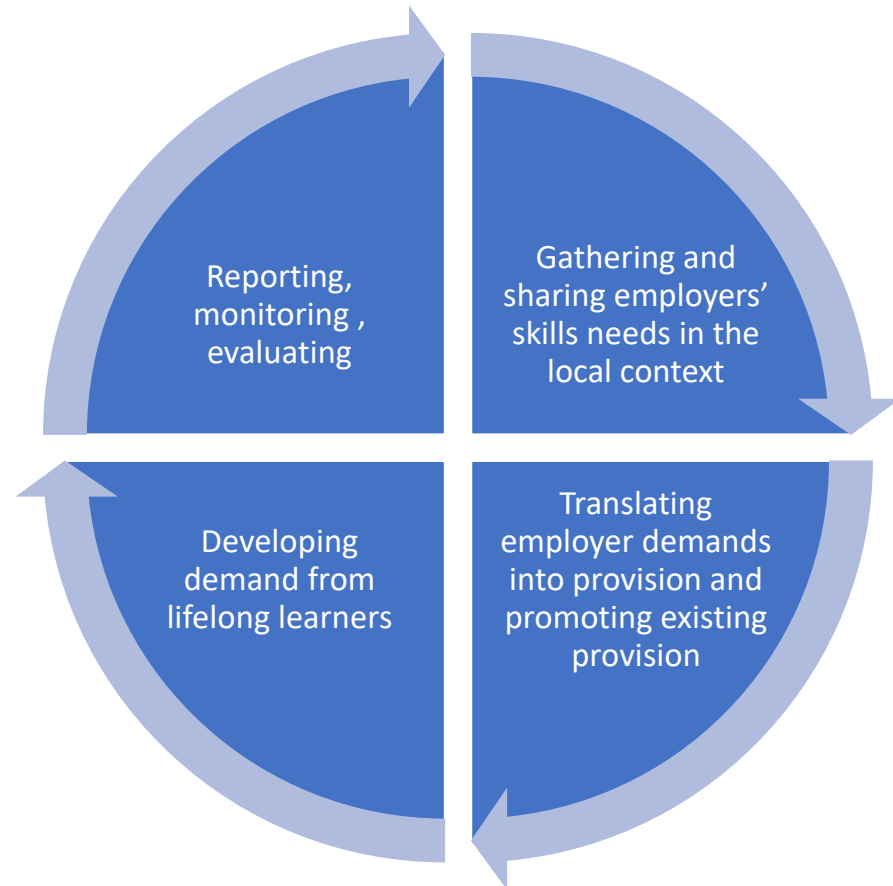 Reporting,
monitoring ,
evaluating
Gathering and
sharing employers’
skills needs in the
local context
Developing
demand from
lifelong learners
Translating
employer demands
into provision and
promoting existing
provision